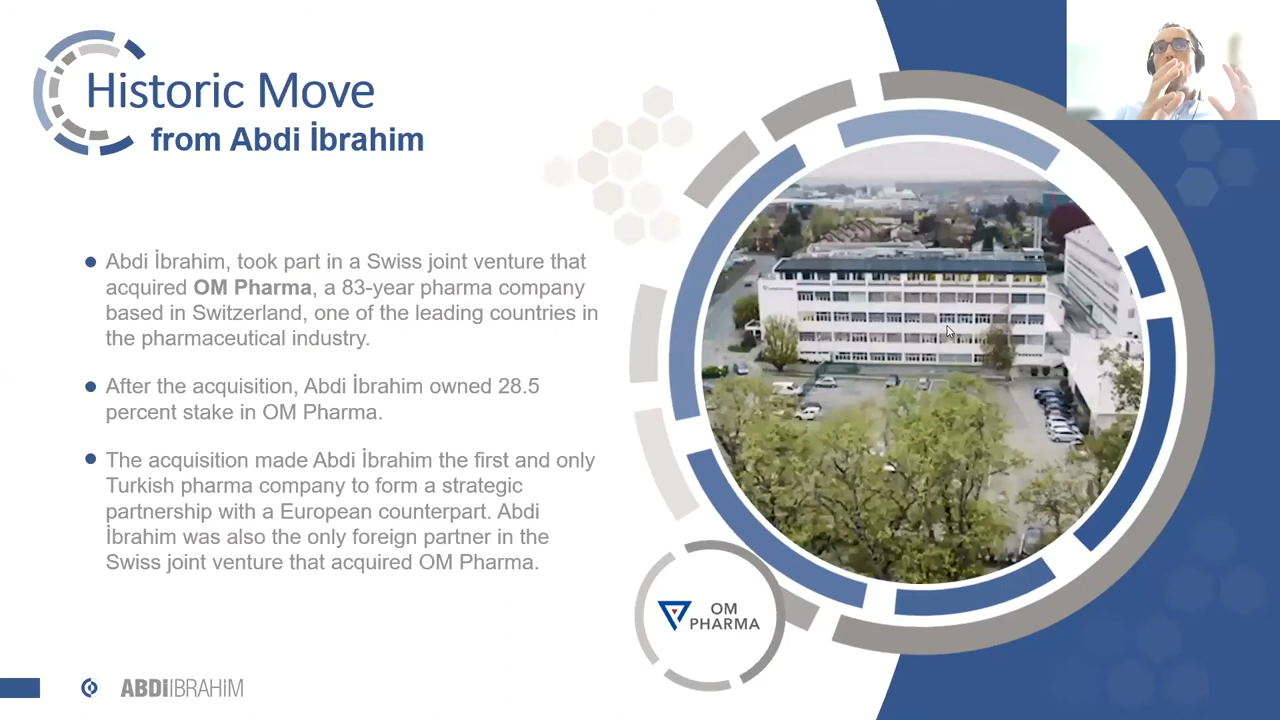 Historic Move
from Abdi İbrahim
Abdi İbrahim, took part in a Swiss joint venture that
acquired OM Pharma, a 83-year pharma company
based in Switzerland, one of the leading countries in
the pharmaceutical industry.
After the acquisition, Abdi İbrahim owned 28.5
percent stake in OM Pharma.
The acquisition made Abdi İbrahim the first and only
Turkish pharma company to form a strategic
partnership with a European counterpart. Abdi
İbrahim was also the only foreign partner in the
Swiss joint venture that acquired OM Pharma.
OM
PHARMA
ABDIIBRAHIM